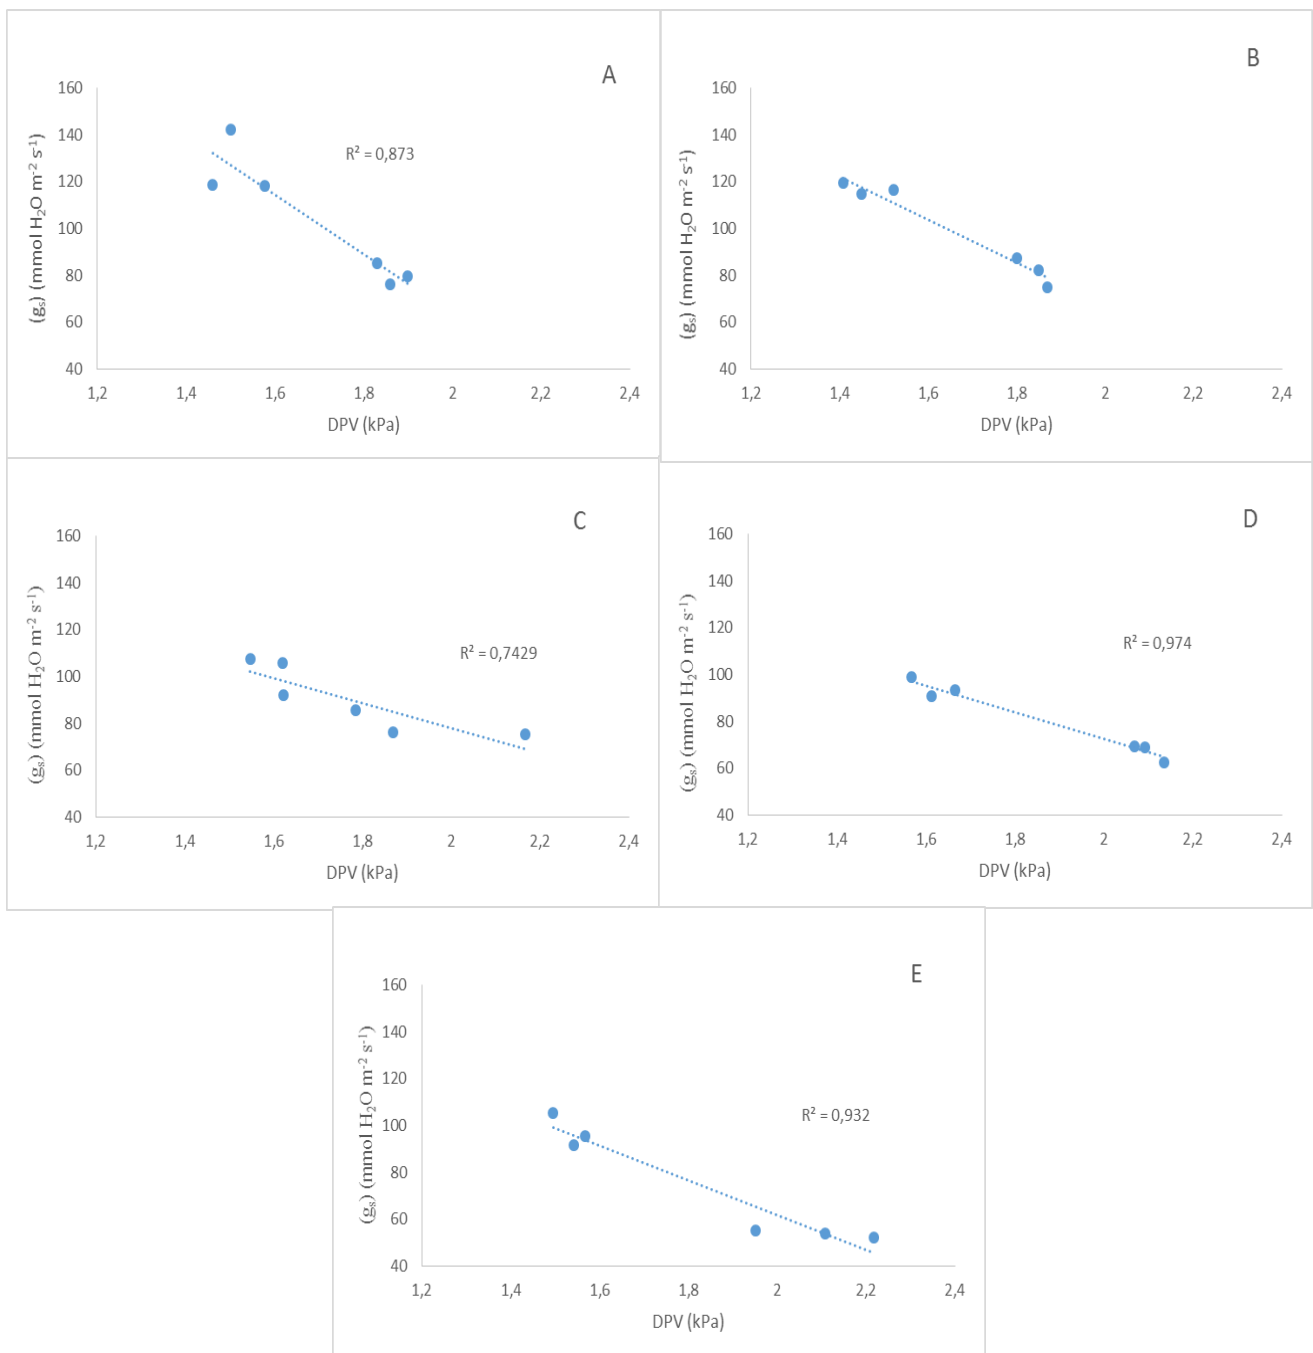 A
160
140
120
100
80
60
40
(gₛ) (mmol H₂O m⁻² s⁻¹)
R² = 0,873
1,2 1,4 1,6 1,8 2 2,2 2,4
DPV (kPa)
B
160
140
120
100
80
60
40
(gₛ) (mmol H₂O m⁻² s⁻¹)
1,2 1,4 1,6 1,8 2 2,2 2,4
DPV (kPa)
C
160
140
120
100
80
60
40
(gₛ) (mmol H₂O m⁻² s⁻¹)
R² = 0,7429
1,2 1,4 1,6 1,8 2 2,2 2,4
DPV (kPa)
D
160
140
120
100
80
60
40
(gₛ) (mmol H₂O m⁻² s⁻¹)
R² = 0,974
1,2 1,4 1,6 1,8 2 2,2 2,4
DPV (kPa)
E
160
140
120
100
80
60
40
(gₛ) (mmol H₂O m⁻² s⁻¹)
R² = 0,932
1,2 1,4 1,6 1,8 2 2,2 2,4
DPV (kPa)